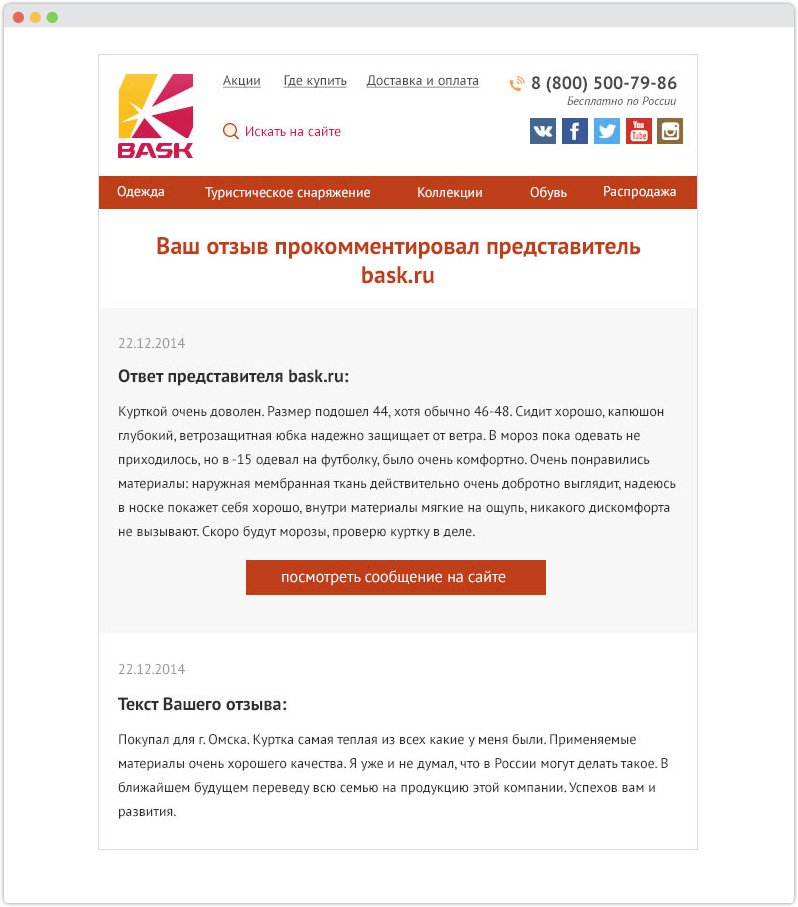 BASK
Акции Где купить Доставка и оплата
8 (800) 500-79-86
Бесплатно по России
Искать на сайте
You Tube
Одежда Туристическое снаряжение Коллекции Обувь Распродажа
Ваш отзыв прокомментировал представитель
bask.ru
22.12.2014
Ответ представителя bask.ru:
Курткой очень доволен. Размер подошел 44, хотя обычно 46-48. Сидит хорошо, капюшон
глубокий, ветрозащитная юбка надежно защищает от ветра. В мороз пока одевать не
приходилось, но в -15 одевал на футболку, было очень комфортно. Очень понравились
материалы: наружная мембранная ткань действительно очень добротно выглядит, надеюсь
в носке покажет себя хорошо, внутри материалы мягкие на ощупь, никакого дискомфорта
не вызывают. Скоро будут морозы, проверю куртку в деле.
посмотреть сообщение на сайте
22.12.2014
Текст Вашего отзыва:
Покупал для г. Омска. Куртка самая теплая из всех какие у меня были. Применяемые
материалы очень хорошего качества. Я уже и не думал, что в России могут делать такое. В
ближайшем будущем переведу всю семью на продукцию этой компании. Успехов вам и
развития.